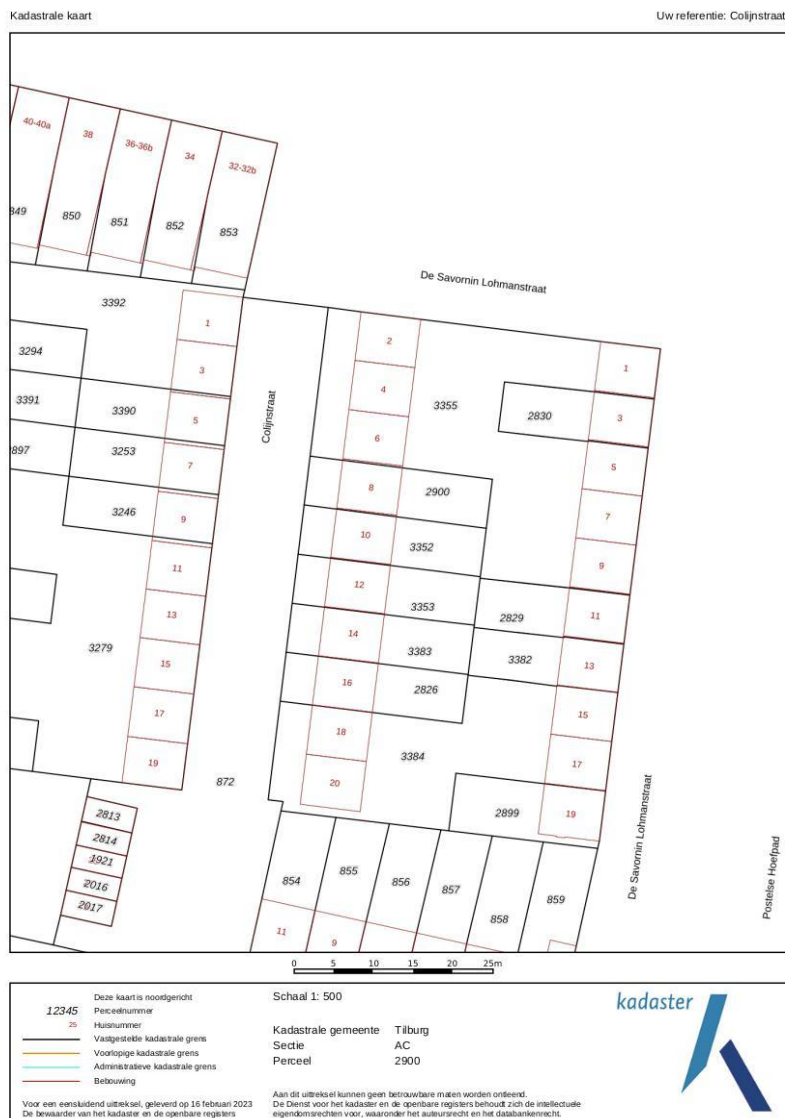 Kadastrale kaart
Uw referentie: Colijnstraat
40-40a
38
36-36b
34
32-32b
849
850
851
852
853
De Savornin Lohmanstraat
3392
1
2
1
3294
3
4
3355
3
2830
3391
3390
5
Colijnstraat
6
5
2897
3253
7
8
2900
7
3246
9
10
3352
9
11
12
3353
2829
11
13
14
3383
3382
13
3279
15
16
2826
15
17
18
3384
17
19
872
20
2899
19
2813
2814
1921
2016
2017
854
855
856
857
858
859
11
9
De Savornin Lohmanstraat
Postelse Hoefpad
0 5 10 15 20 25m
Deze kaart is noordgericht
12345 Perceelnummer
25 Huisnummer
Vastgestelde kadastrale grens
Voorlopige kadastrale grens
Administratieve kadastrale grens
Bebouwing
Voor een eensluidend uittreksel, geleverd op 16 februari 2023
De bewaarder van het kadaster en de openbare registers
Schaal 1: 500
Kadastrale gemeente Tilburg
Sectie AC
Perceel 2900
Aan dit uittreksel kunnen geen betrouwbare maten worden ontleend.
De Dienst voor het kadaster en de openbare registers behoudt zich de intellectuele
eigendomsrechten voor, waaronder het auteursrecht en het databankenrecht.
kadaster